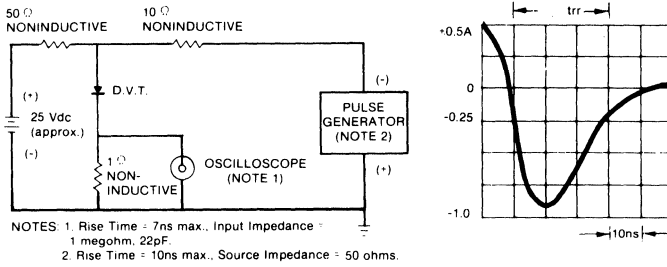 50 Ω
NONINDUCTIVE
10 Ω
NONINDUCTIVE
(+)
25 Vdc
(approx.)
(-)
D.V.T.
1 Ω
NON-
INDUCTIVE
OSCILLOSCOPE
(NOTE 1)
(-)
PULSE
GENERATOR
(NOTE 2)
(+)
NOTES: 1. Rise Time = 7ns max., Input Impedance =
1 megohm, 22pF.
2. Rise Time = 10ns max., Source Impedance = 50 ohms.
trr
+0.5A
0
-0.25
-1.0
10ns